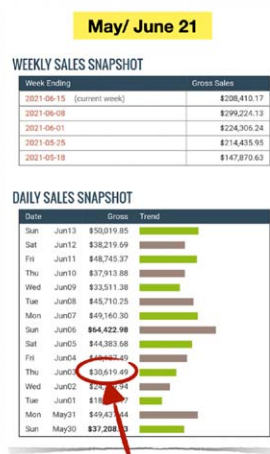 May/ June 21
WEEKLY SALES SNAPSHOT
Week Ending Gross Sales
2021-06-15 (current week) $208,410.17
2021-06-08 $299,224.13
2021-06-01 $224,306.24
2021-05-25 $214,435.95
2021-05-18 $147,870.63
DAILY SALES SNAPSHOT
Date Gross Trend
Sun Jun13 $50,019.85
Sat Jun12 $38,219.69
Fri Jun11 $48,745.37
Thu Jun10 $37,913.88
Wed Jun09 $33,511.38
Tue Jun08 $45,710.25
Mon Jun07 $49,160.30
Sun Jun06 $64,422.98
Sat Jun05 $44,383.68
Fri Jun04
Thu Jun03 $30,619.49
Wed Jun02
Tue Jun01
Mon May31
Sun May30